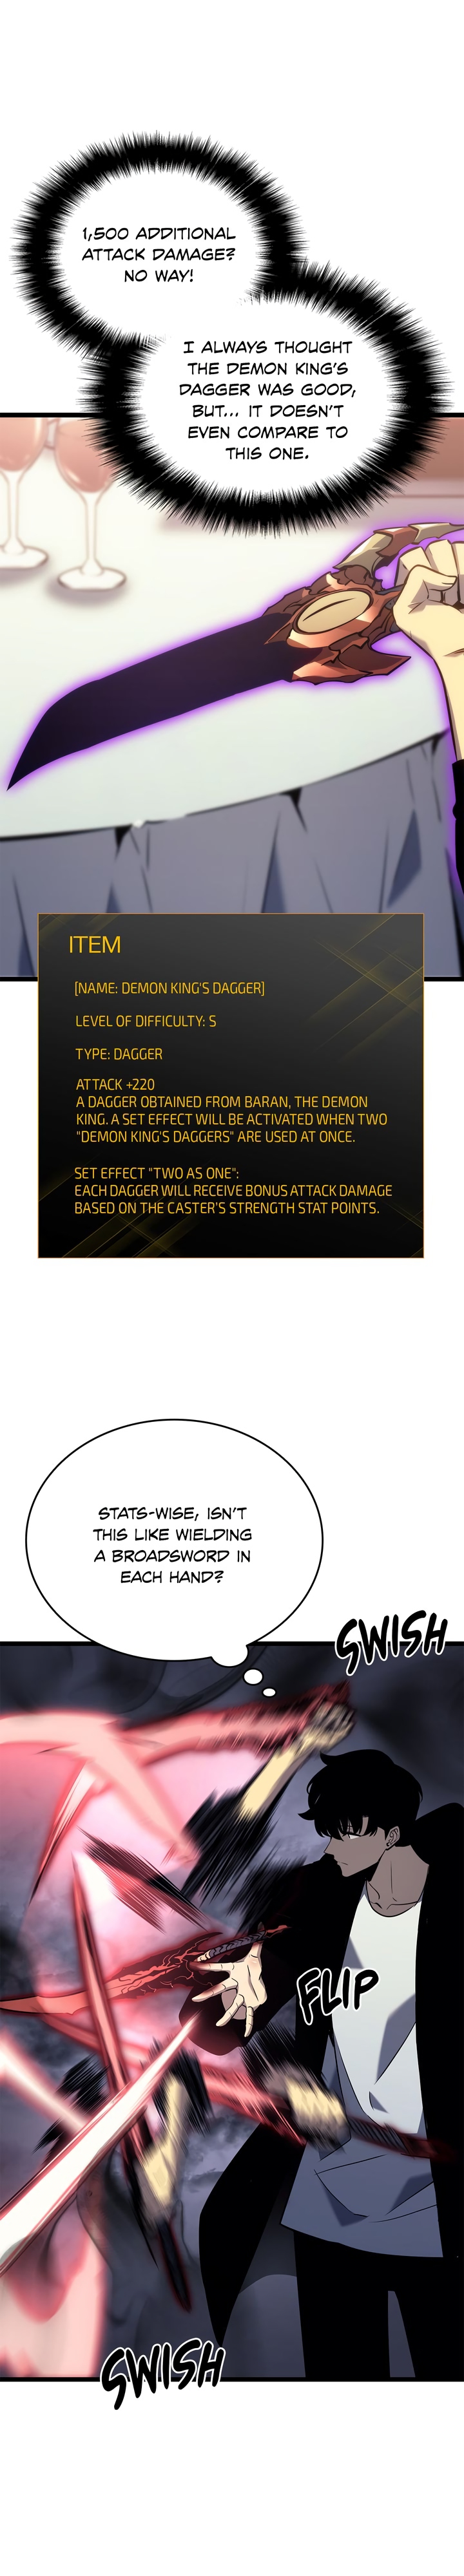 1,500 ADDITIONAL
ATTACK DAMAGE?
NO WAY!
I ALWAYS THOUGHT
THE DEMON KING'S
DAGGER WAS GOOD,
BUT... IT DOESN'T
EVEN COMPARE TO
THIS ONE.
ITEM
[NAME: DEMON KING'S DAGGER]
LEVEL OF DIFFICULTY: S
TYPE: DAGGER
ATTACK +220
A DAGGER OBTAINED FROM BARAN, THE DEMON
KING. A SET EFFECT WILL BE ACTIVATED WHEN TWO
"DEMON KING'S DAGGERS" ARE USED AT ONCE.
SET EFFECT "TWO AS ONE":
EACH DAGGER WILL RECEIVE BONUS ATTACK DAMAGE
BASED ON THE CASTER'S STRENGTH STAT POINTS.
STATS-WISE, ISN'T
THIS LIKE WIELDING
A BROADSWORD IN
EACH HAND?
SWISH
FLIP
SWISH